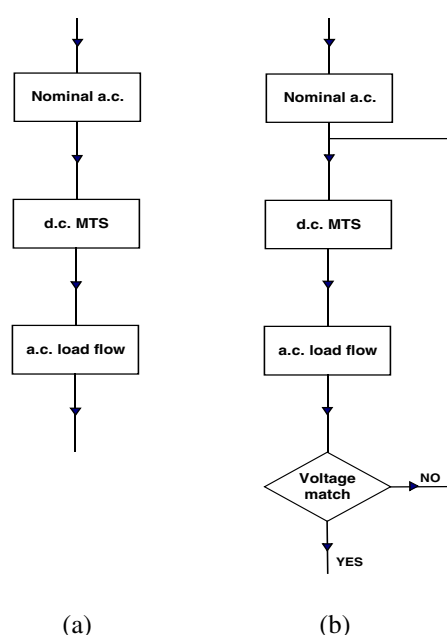 Nominal a.c.
d.c. MTS
a.c. load flow
(a)
Nominal a.c.
d.c. MTS
a.c. load flow
Voltage
match
NO
YES
(b)